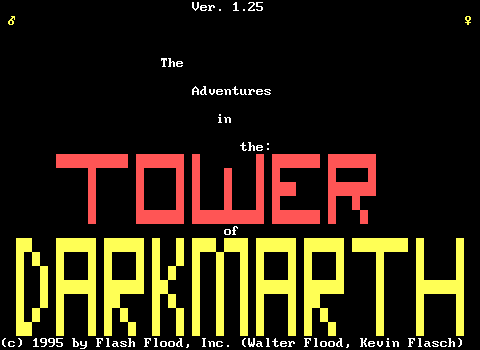 Ver. 1.25
♂ ♀
The
Adventures
in
the:
TOWER
of
DARKMARTH
(c) 1995 by Flash Flood, Inc. (Walter Flood, Kevin Flasch)